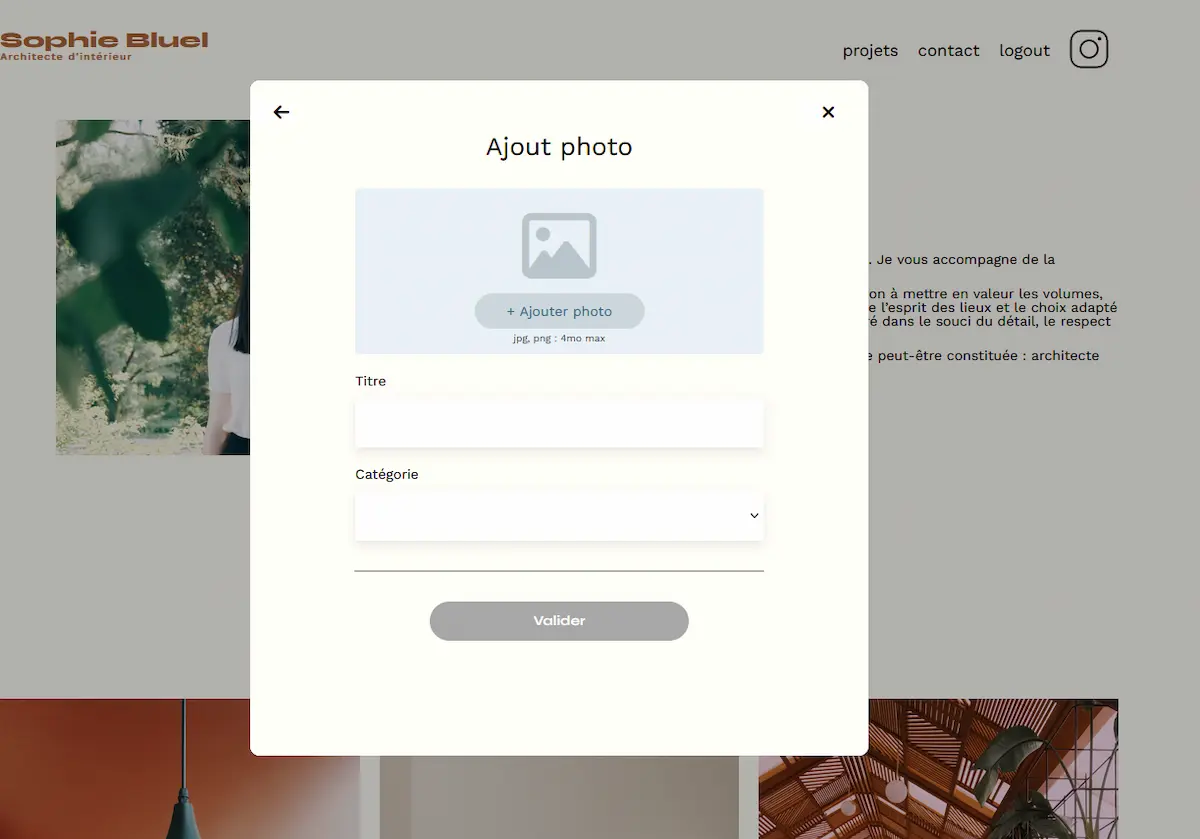 Sophie Bluel
Architecte d'intérieur
projets
contact
logout
Ajout photo
+ Ajouter photo
jpg, png : 4mo max
Titre
Catégorie
Valider
. Je vous accompagne de la
on à mettre en valeur les volumes,
e l’esprit des lieux et le choix adapté
é dans le souci du détail, le respect
e peut-être constituée : architecte